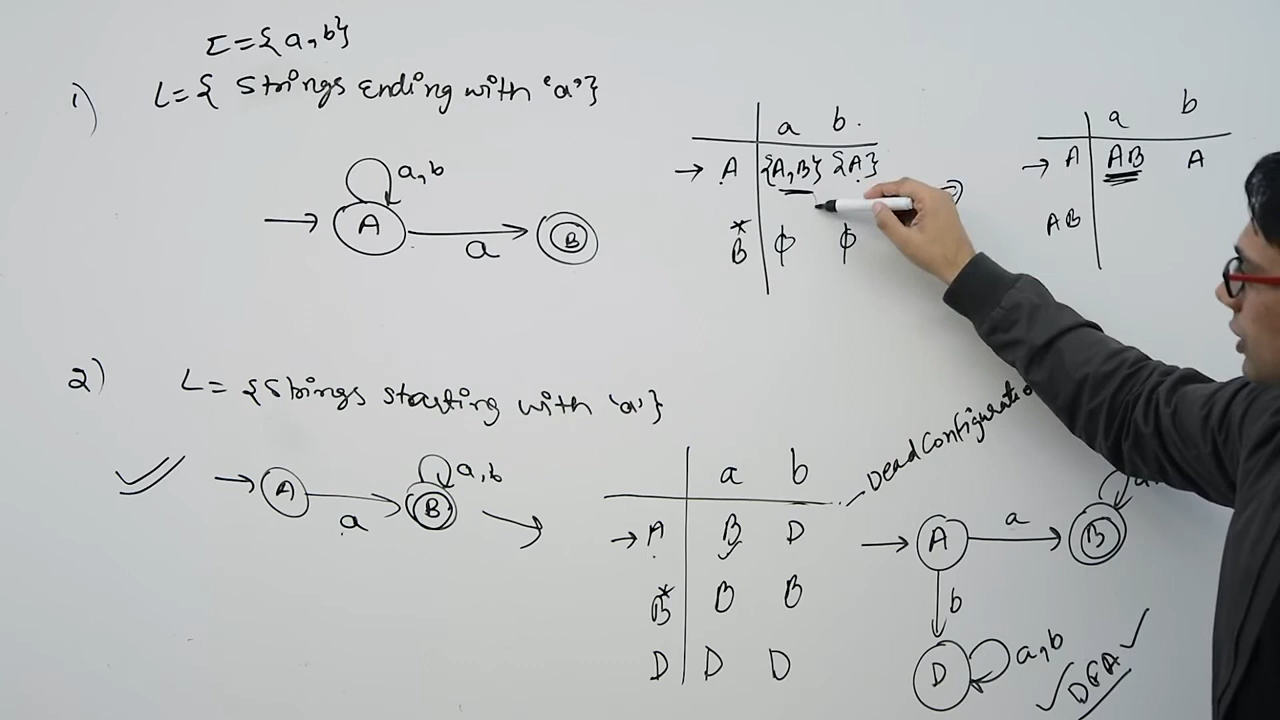 Σ={a,b}
1) L={ Strings Ending with 'a'}
a,b
→ A a B
a b
→ A {A,B} {A}
* B ϕ ϕ
a b
→ A AB A
AB
2) L= {Strings starting with 'a'}
→ A a B a,b
a b
→ A B D
B* B B
D D D
Dead Configuration
→ A a B
b
D a,b
DFA